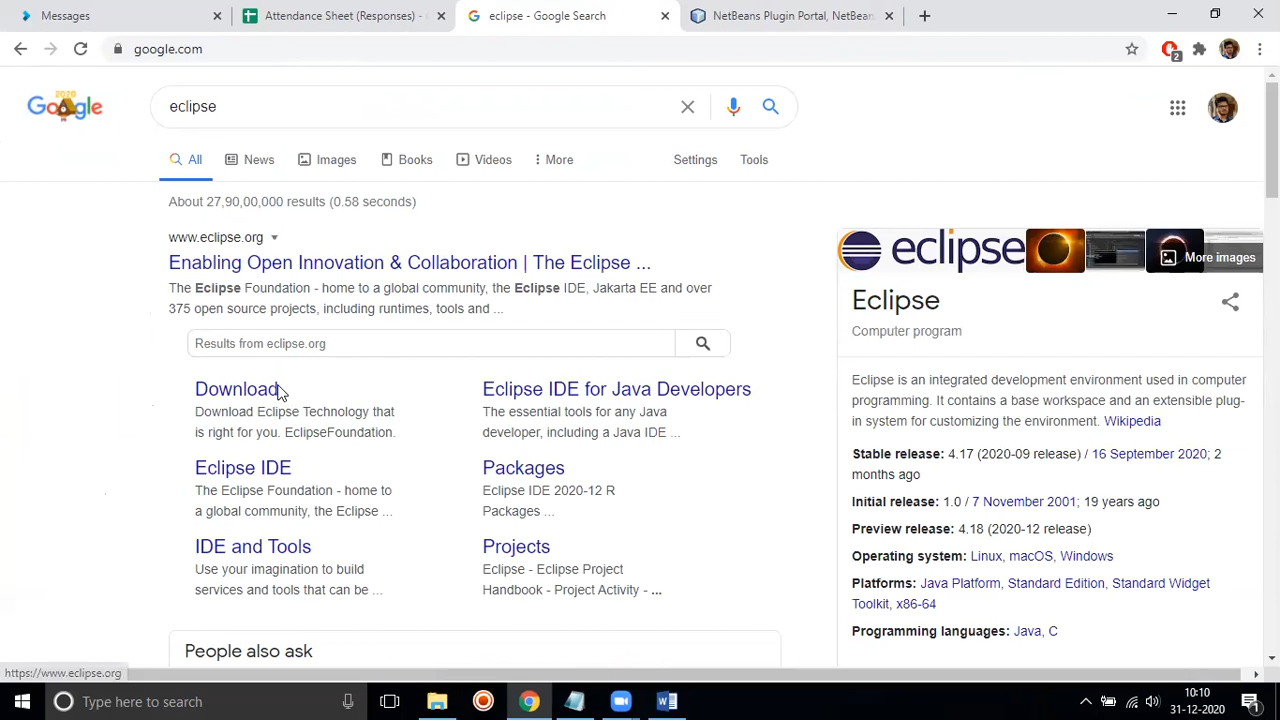 Messages
Attendance Sheet (Responses) -
eclipse - Google Search
NetBeans Plugin Portal, NetBean
google.com
2
2020
Google
eclipse
All
News
Images
Books
Videos
More
Settings
Tools
About 27,90,00,000 results (0.58 seconds)
www.eclipse.org
Enabling Open Innovation & Collaboration | The Eclipse ...
The Eclipse Foundation - home to a global community, the Eclipse IDE, Jakarta EE and over
375 open source projects, including runtimes, tools and ...
Results from eclipse.org
Download
Download Eclipse Technology that
is right for you. EclipseFoundation.
Eclipse IDE for Java Developers
The essential tools for any Java
developer, including a Java IDE ...
Eclipse IDE
The Eclipse Foundation - home to
a global community, the Eclipse ...
Packages
Eclipse IDE 2020-12 R
Packages ...
IDE and Tools
Use your imagination to build
services and tools that can be ...
Projects
Eclipse - Eclipse Project
Handbook - Project Activity - ...
People also ask
eclipse
More images
Eclipse
Computer program
Eclipse is an integrated development environment used in computer
programming. It contains a base workspace and an extensible plug-
in system for customizing the environment. Wikipedia
Stable release: 4.17 (2020-09 release) / 16 September 2020; 2
months ago
Initial release: 1.0 / 7 November 2001; 19 years ago
Preview release: 4.18 (2020-12 release)
Operating system: Linux, macOS, Windows
Platforms: Java Platform, Standard Edition, Standard Widget
Toolkit, x86-64
Programming languages: Java, C
https://www.eclipse.org
Type here to search
10:10
31-12-2020
1